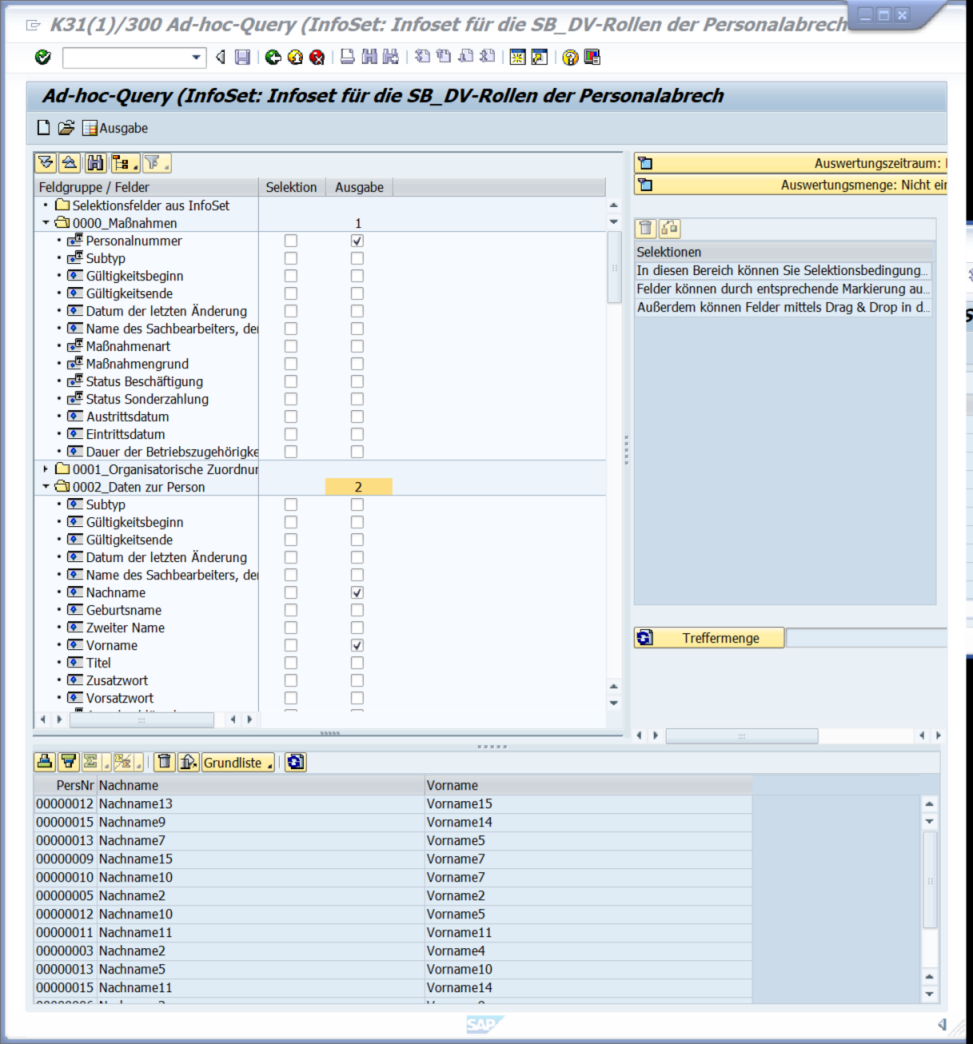 K31(1)/300 Ad-hoc-Query (InfoSet: Infoset für die SB_DV-Rollen der Personalabrech
Ad-hoc-Query (InfoSet: Infoset für die SB_DV-Rollen der Personalabrech
Ausgabe
Feldgruppe / Felder Selektion Ausgabe
Selektionsfelder aus InfoSet
0000_Maßnahmen 1
Personalnummer
Subtyp
Gültigkeitsbeginn
Gültigkeitsende
Datum der letzten Änderung
Name des Sachbearbeiters, de
Maßnahmenart
Maßnahmengrund
Status Beschäftigung
Status Sonderzahlung
Austrittsdatum
Eintrittsdatum
Dauer der Betriebszugehörigke
0001_Organisatorische Zuordnur
0002_Daten zur Person 2
Subtyp
Gültigkeitsbeginn
Gültigkeitsende
Datum der letzten Änderung
Name des Sachbearbeiters, de
Nachname
Geburtsname
Zweiter Name
Vorname
Titel
Zusatzwort
Vorsatzwort
Auswertungszeitraum:
Auswertungsmenge: Nicht ein
Selektionen
In diesen Bereich können Sie Selektionsbedingung...
Felder können durch entsprechende Markierung au...
Außerdem können Felder mittels Drag & Drop in d...
Treffermenge
Grundliste
PersNr Nachname Vorname
00000012 Nachname13 Vorname15
00000015 Nachname9 Vorname14
00000013 Nachname7 Vorname5
00000009 Nachname15 Vorname7
00000010 Nachname10 Vorname7
00000005 Nachname2 Vorname2
00000012 Nachname10 Vorname5
00000011 Nachname11 Vorname11
00000003 Nachname2 Vorname4
00000013 Nachname5 Vorname10
00000015 Nachname11 Vorname14
SAP